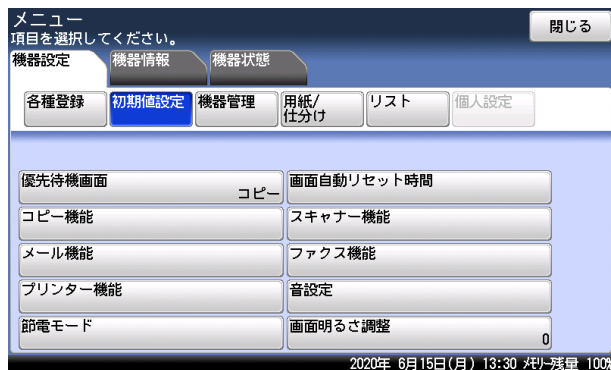 メニュー
閉じる
項目を選択してください。
機器設定 機器情報 機器状態
各種登録 初期値設定 機器管理 用紙/ リスト 個人設定
仕分け
優先待機画面 画面自動リセット時間
コピー
コピー機能 スキャナー機能
メール機能 ファクス機能
プリンター機能 音設定
節電モード 画面明るさ調整
0
2020年 6月15日(月) 13:30 メモリー残量 100%